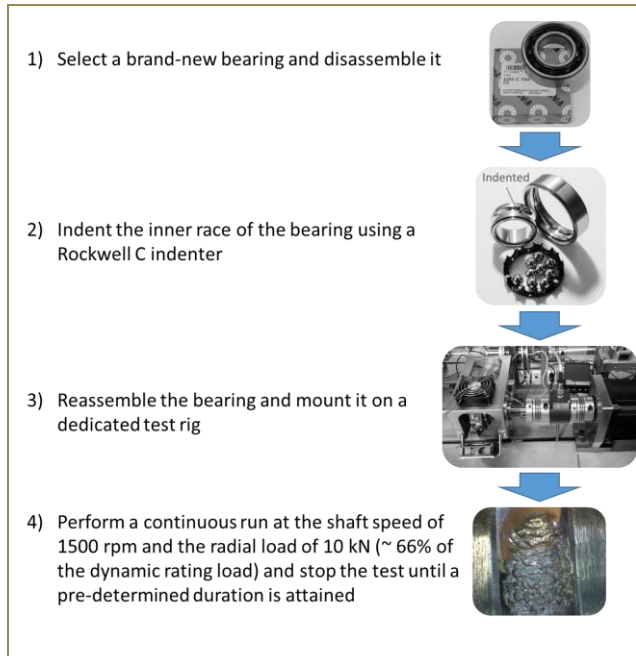 1) Select a brand-new bearing and disassemble it
Indented
2) Indent the inner race of the bearing using a
Rockwell C indenter
3) Reassemble the bearing and mount it on a
dedicated test rig
4) Perform a continuous run at the shaft speed of
1500 rpm and the radial load of 10 kN (~ 66% of
the dynamic rating load) and stop the test until a
pre-determined duration is attained